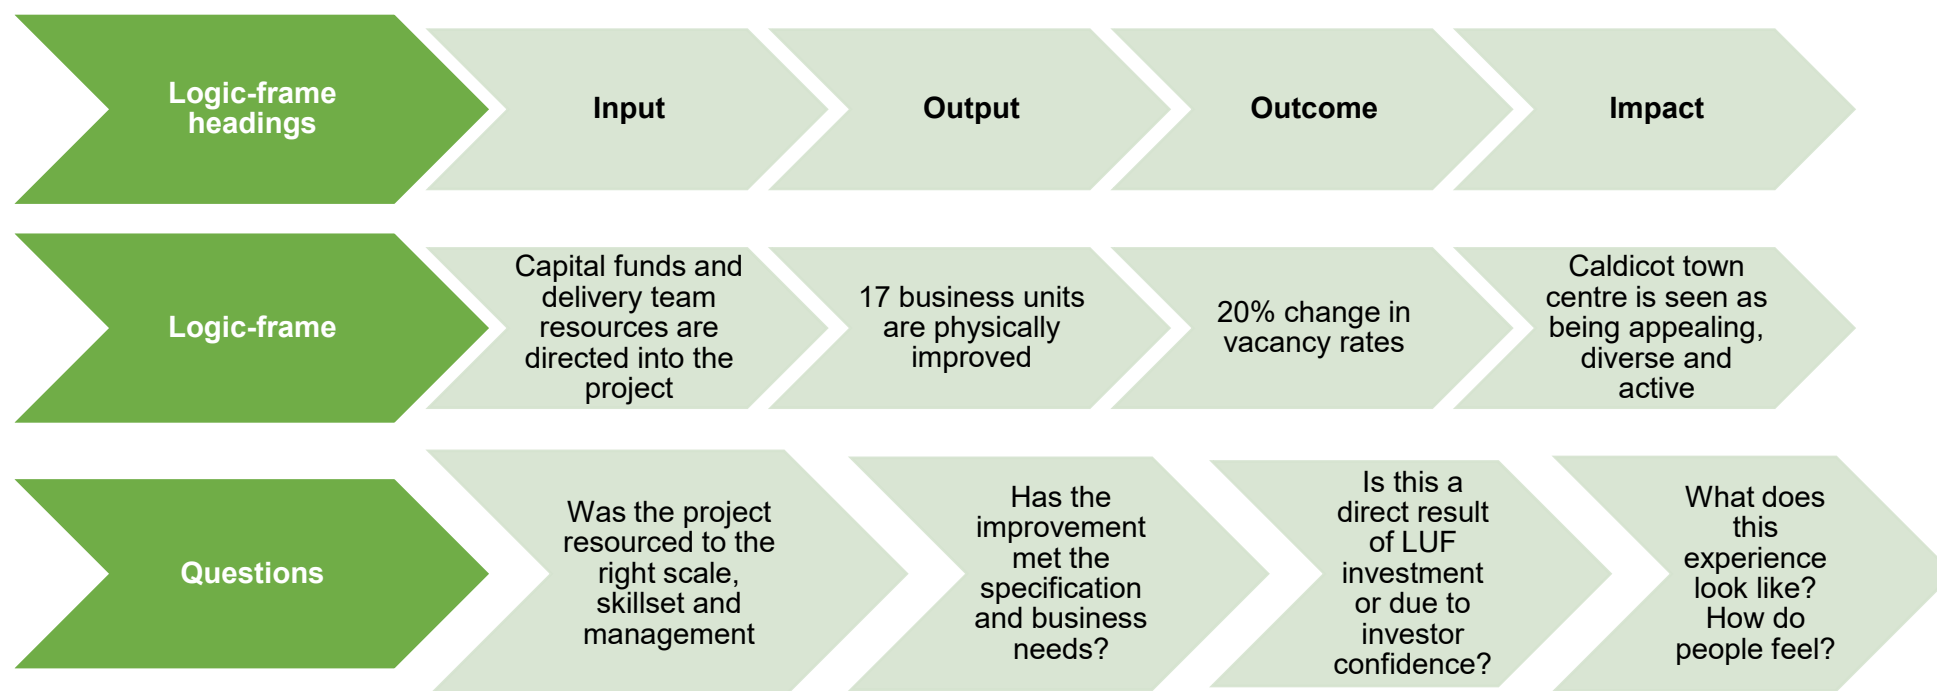 Logic-frame
headings
Input
Output
Outcome
Impact
Logic-frame
Capital funds and
delivery team
resources are
directed into the
project
17 business units
are physically
improved
20% change in
vacancy rates
Caldicot town
centre is seen as
being appealing,
diverse and
active
Questions
Was the project
resourced to the
right scale,
skillset and
management
Has the
improvement
met the
specification
and business
needs?
Is this a
direct result
of LUF
investment
or due to
investor
confidence?
What does
this
experience
look like?
How do
people feel?